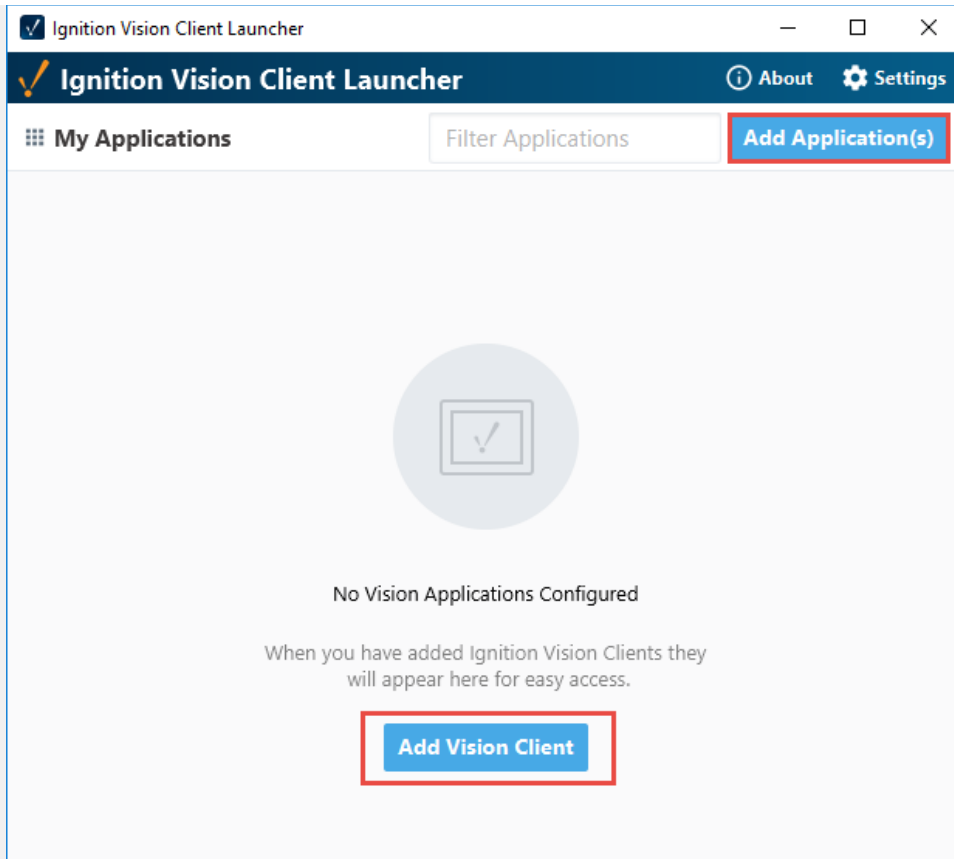 Ignition Vision Client Launcher
Ignition Vision Client Launcher
About
Settings
My Applications
Filter Applications
Add Application(s)
No Vision Applications Configured
When you have added Ignition Vision Clients they
will appear here for easy access.
Add Vision Client